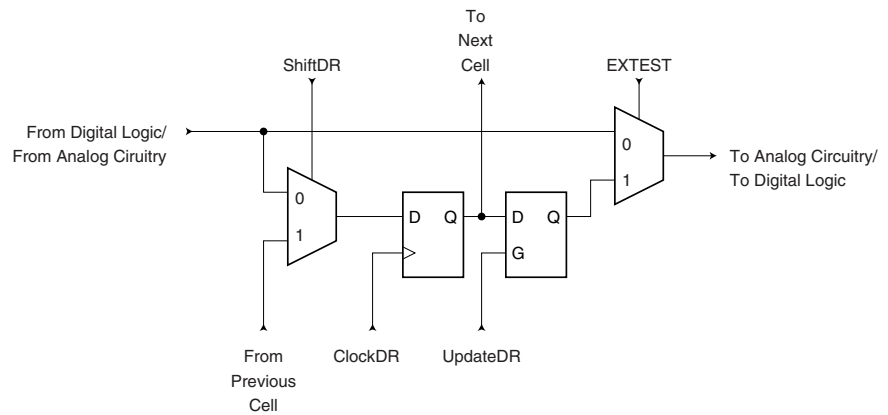 To
Next
Cell
ShiftDR
EXTEST
From Digital Logic/
From Analog Ciruitry
0
1
To Analog Circuitry/
To Digital Logic
0
1
D Q
D Q
G
From
Previous
Cell
ClockDR
UpdateDR